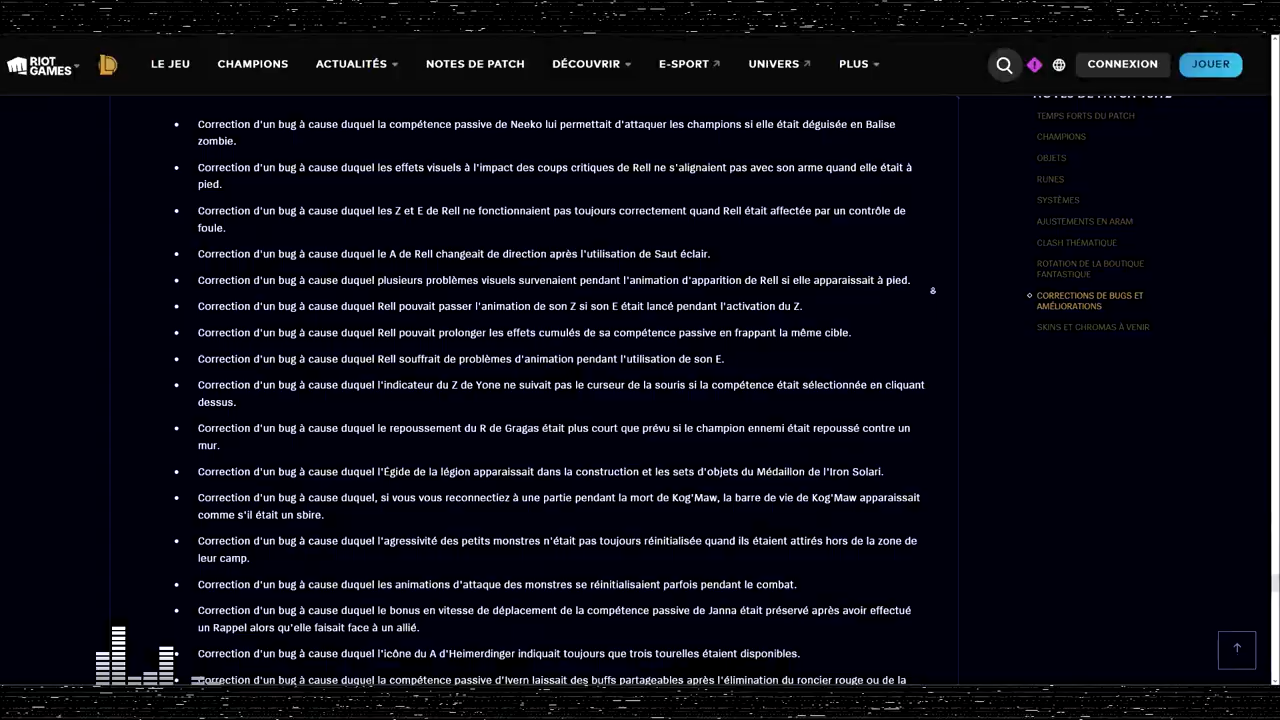 RIOT GAMES
LE JEU
CHAMPIONS
ACTUALITÉS
NOTES DE PATCH
DÉCOUVRIR
E-SPORT
UNIVERS
PLUS
CONNEXION
JOUER
Correction d'un bug à cause duquel la compétence passive de Neeko lui permettait d'attaquer les champions si elle était déguisée en Balise
zombie.
Correction d'un bug à cause duquel les effets visuels à l'impact des coups critiques de Rell ne s'alignaient pas avec son arme quand elle était à
pied.
Correction d'un bug à cause duquel les Z et E de Rell ne fonctionnaient pas toujours correctement quand Rell était affectée par un contrôle de
foule.
Correction d'un bug à cause duquel le A de Rell changeait de direction après l'utilisation de Saut éclair.
Correction d'un bug à cause duquel plusieurs problèmes visuels survenaient pendant l'animation d'apparition de Rell si elle apparaissait à pied.
Correction d'un bug à cause duquel Rell pouvait passer l'animation de son Z si son E était lancé pendant l'activation du Z.
Correction d'un bug à cause duquel Rell pouvait prolonger les effets cumulés de sa compétence passive en frappant la même cible.
Correction d'un bug à cause duquel Rell souffrait de problèmes d'animation pendant l'utilisation de son E.
Correction d'un bug à cause duquel l'indicateur du Z de Yone ne suivait pas le curseur de la souris si la compétence était sélectionnée en cliquant
dessus.
Correction d'un bug à cause duquel le repoussement du R de Gragas était plus court que prévu si le champion ennemi était repoussé contre un
mur.
Correction d'un bug à cause duquel l'Égide de la légion apparaissait dans la construction et les sets d'objets du Médaillon de l'Iron Solari.
Correction d'un bug à cause duquel, si vous vous reconnectiez à une partie pendant la mort de Kog'Maw, la barre de vie de Kog'Maw apparaissait
comme s'il était un sbire.
Correction d'un bug à cause duquel l'agressivité des petits monstres n'était pas toujours réinitialisée quand ils étaient attirés hors de la zone de
leur camp.
Correction d'un bug à cause duquel les animations d'attaque des monstres se réinitialisaient parfois pendant le combat.
Correction d'un bug à cause duquel le bonus en vitesse de déplacement de la compétence passive de Janna était préservé après avoir effectué
un Rappel alors qu'elle faisait face à un allié.
Correction d'un bug à cause duquel l'icône du A d'Heimerdinger indiquait toujours que trois tourelles étaient disponibles.
Correction d'un bug à cause duquel la compétence passive d'Ivern laissait des buffs partageables après l'élimination du roncier rouge ou de la
TEMPS FORTS DU PATCH
CHAMPIONS
OBJETS
RUNES
SYSTÈMES
AJUSTEMENTS EN ARAM
CLASH THÉMATIQUE
ROTATION DE LA BOUTIQUE
FANTASTIQUE
CORRECTIONS DE BUGS ET
AMÉLIORATIONS
SKINS ET CHROMAS À VENIR